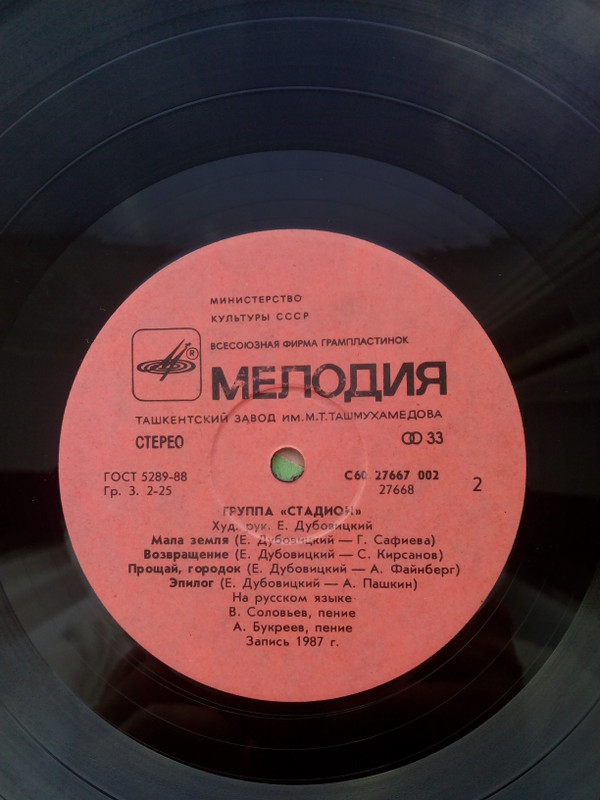 МИНИСТЕРСТВО
КУЛЬТУРЫ СССР
ВСЕСОЮЗНАЯ ФИРМА ГРАМПЛАСТИНОК
®
МЕЛОДИЯ
ТАШКЕНТСКИЙ ЗАВОД ИМ. М.Т. ТАШМУХАМЕДОВА
СТЕРЕО 33
ГОСТ 5289-88 С60 27667 002
Гр. 3. 2-25 27668 2
ГРУППА «СТАДИОН»
Худ. рук. Е. Дубовицкий
Мала земля (Е. Дубовицкий — Г. Сафиева)
Возвращение (Е. Дубовицкий — С. Кирсанов)
Прощай, городок (Е. Дубовицкий — А. Файнберг)
Эпилог (Е. Дубовицкий — А. Пашкин)
На русском языке
В. Соловьев, пение
А. Букреев, пение
Запись 1987 г.